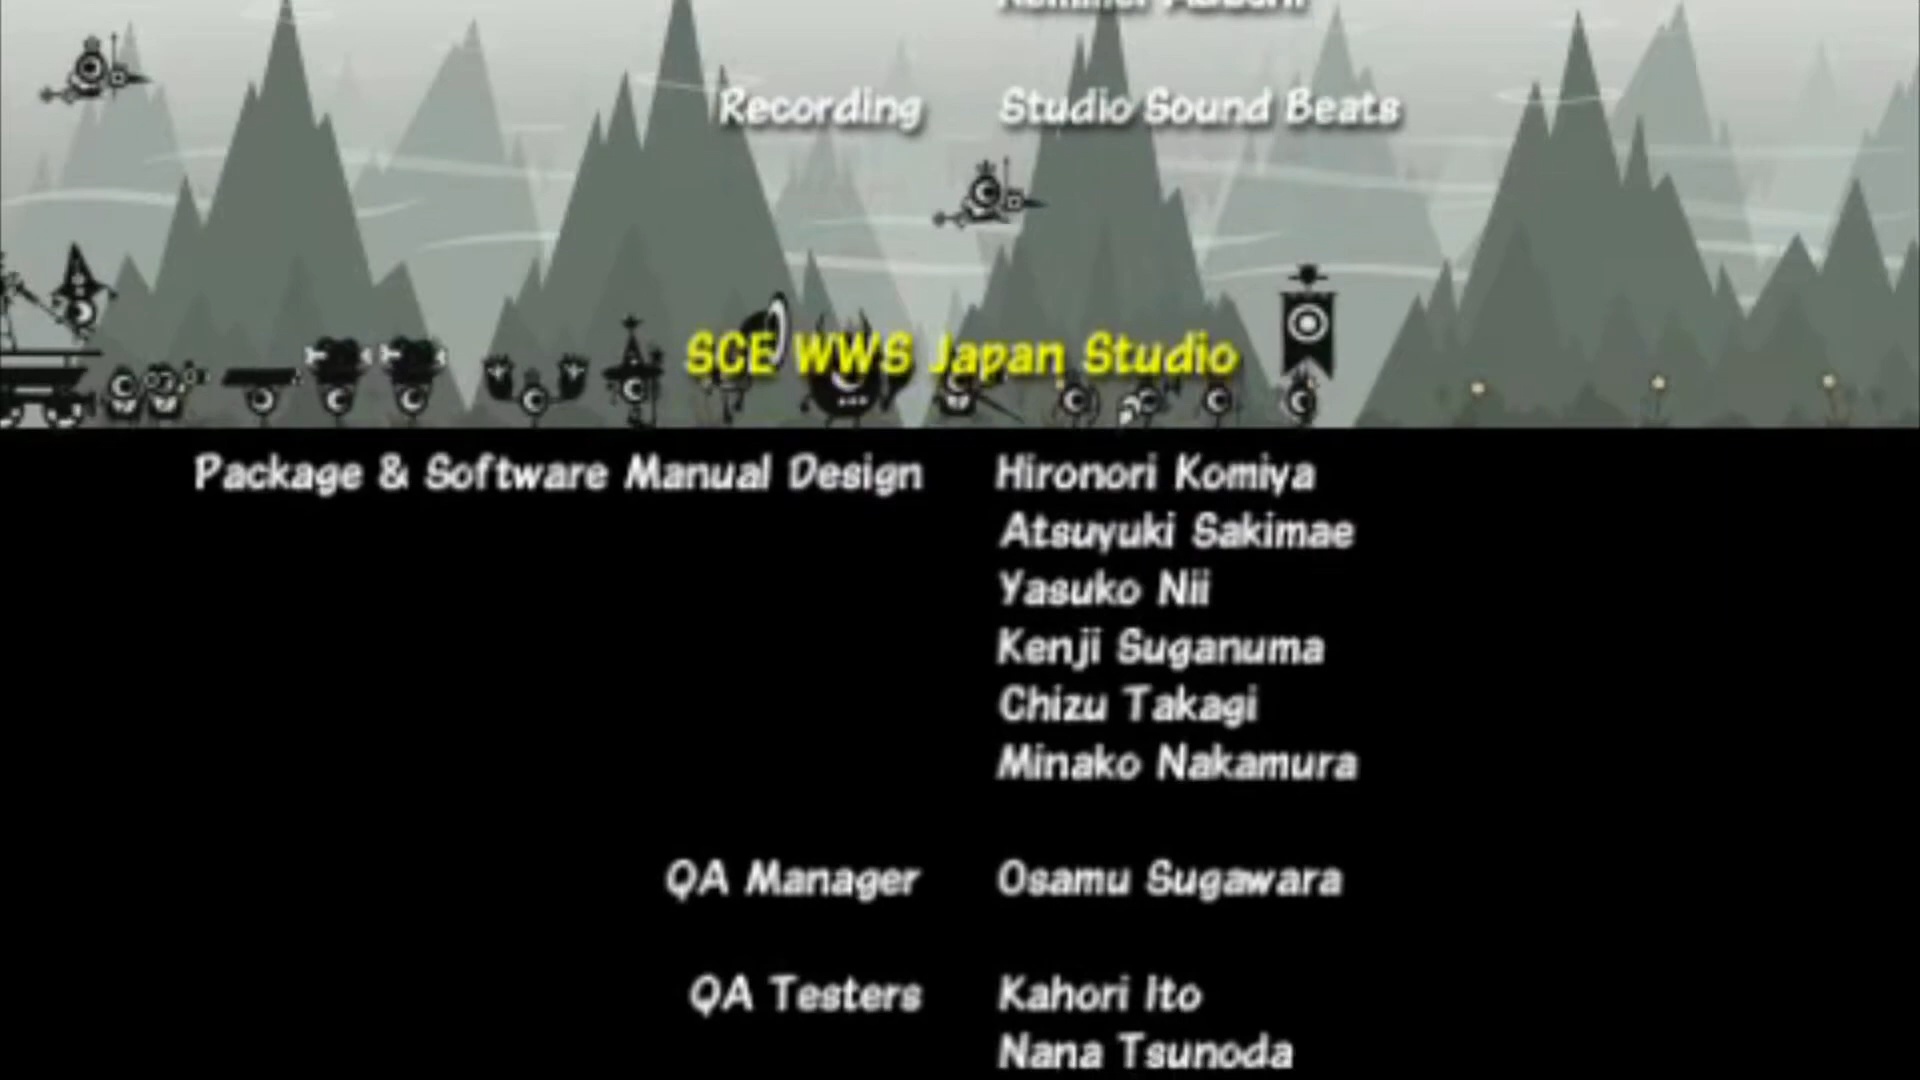 Recording Studio Sound Beats
SCE WWS Japan Studio
Package & Software Manual Design Hironori Komiya
Atsuyuki Sakimae
Yasuko Nii
Kenji Suganuma
Chizu Takagi
Minako Nakamura
QA Manager Osamu Sugawara
QA Testers Kahori Ito
Nana Tsunoda